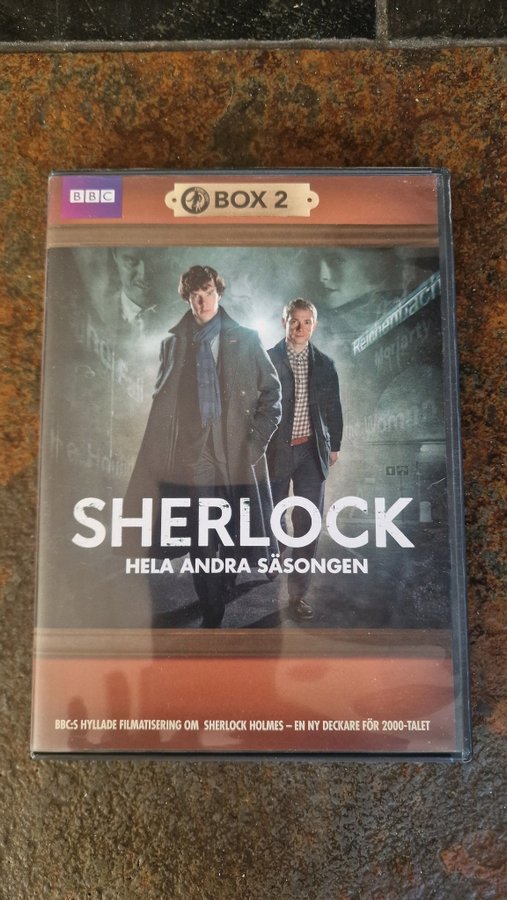 BBC
BOX 2
Reichenbach
Moriarty
SHERLOCK
HELA ANDRA SÄSONGEN
BBC:S HYLLADE FILMATISERING OM SHERLOCK HOLMES – EN NY DECKARE FÖR 2000-TALET